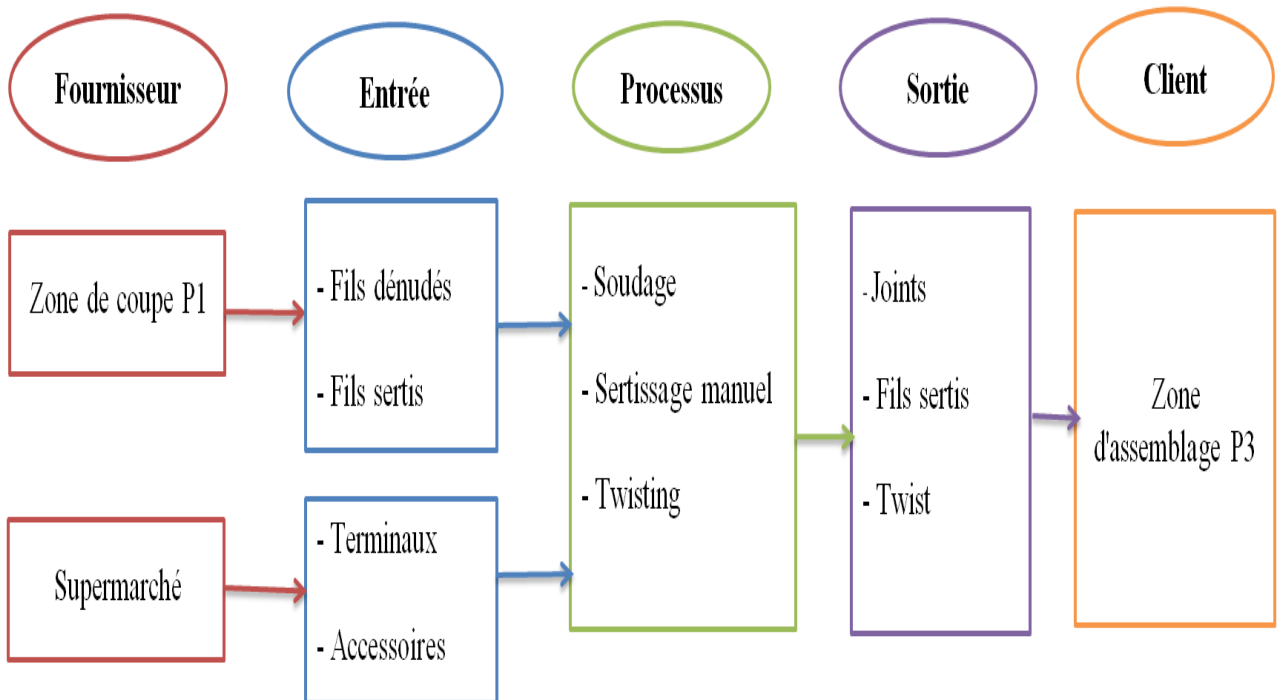 Fournisseur
Entrée
Processus
Sortie
Client
Zone de coupe P1
- Fils dénudés
- Fils sertis
- Soudage
- Sertissage manuel
- Twisting
- Joints
- Fils sertis
- Twist
Zone
d'assemblage P3
Supermarché
- Terminaux
- Accessoires